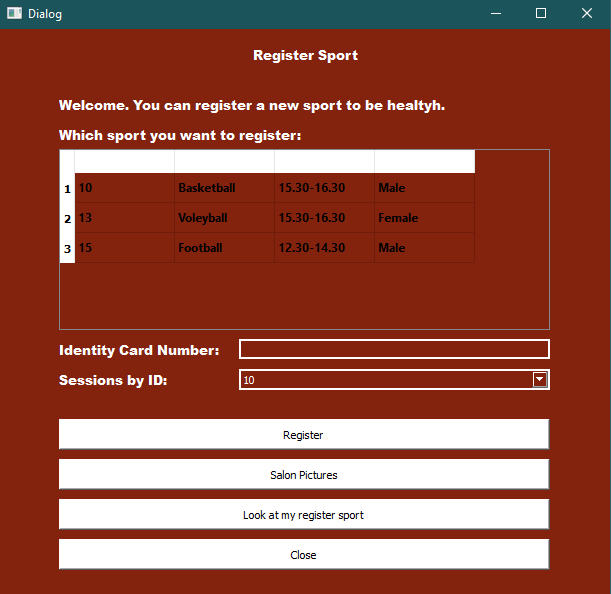 Dialog
Register Sport
Welcome. You can register a new sport to be healtyh.
Which sport you want to register:
1 10 Basketball 15.30-16.30 Male
2 13 Voleyball 15.30-16.30 Female
3 15 Football 12.30-14.30 Male
Identity Card Number:
Sessions by ID: 10
Register
Salon Pictures
Look at my register sport
Close